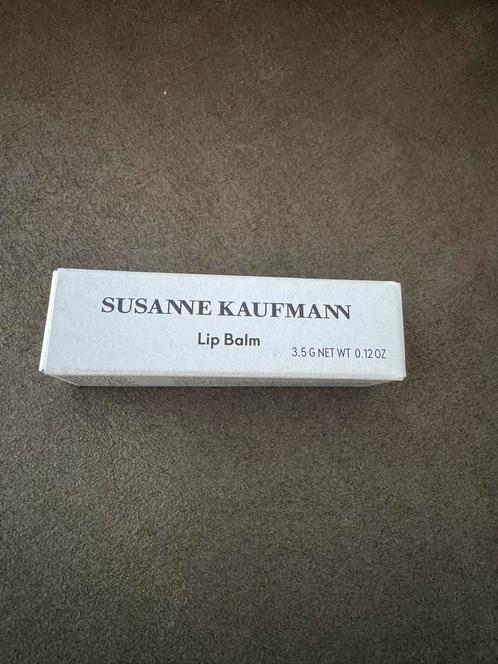 SUSANNE KAUFMANN
Lip Balm
3.5 G NET WT 0.12 OZ